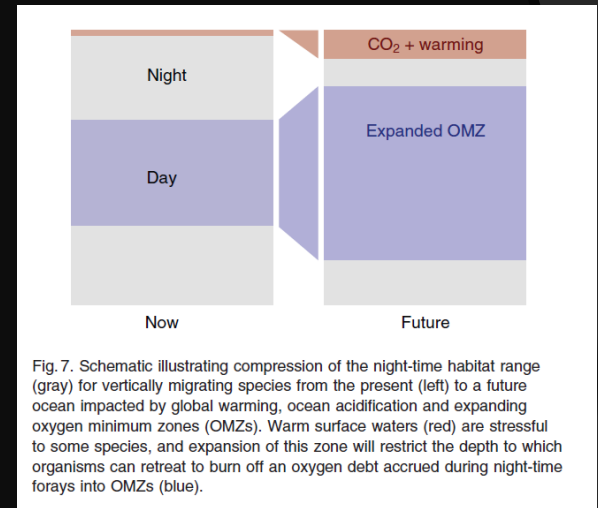 CO₂ + warming
Night
Expanded OMZ
Day
Now
Future
Fig. 7. Schematic illustrating compression of the night-time habitat range
(gray) for vertically migrating species from the present (left) to a future
ocean impacted by global warming, ocean acidification and expanding
oxygen minimum zones (OMZs). Warm surface waters (red) are stressful
to some species, and expansion of this zone will restrict the depth to which
organisms can retreat to burn off an oxygen debt accrued during night-time
forays into OMZs (blue).